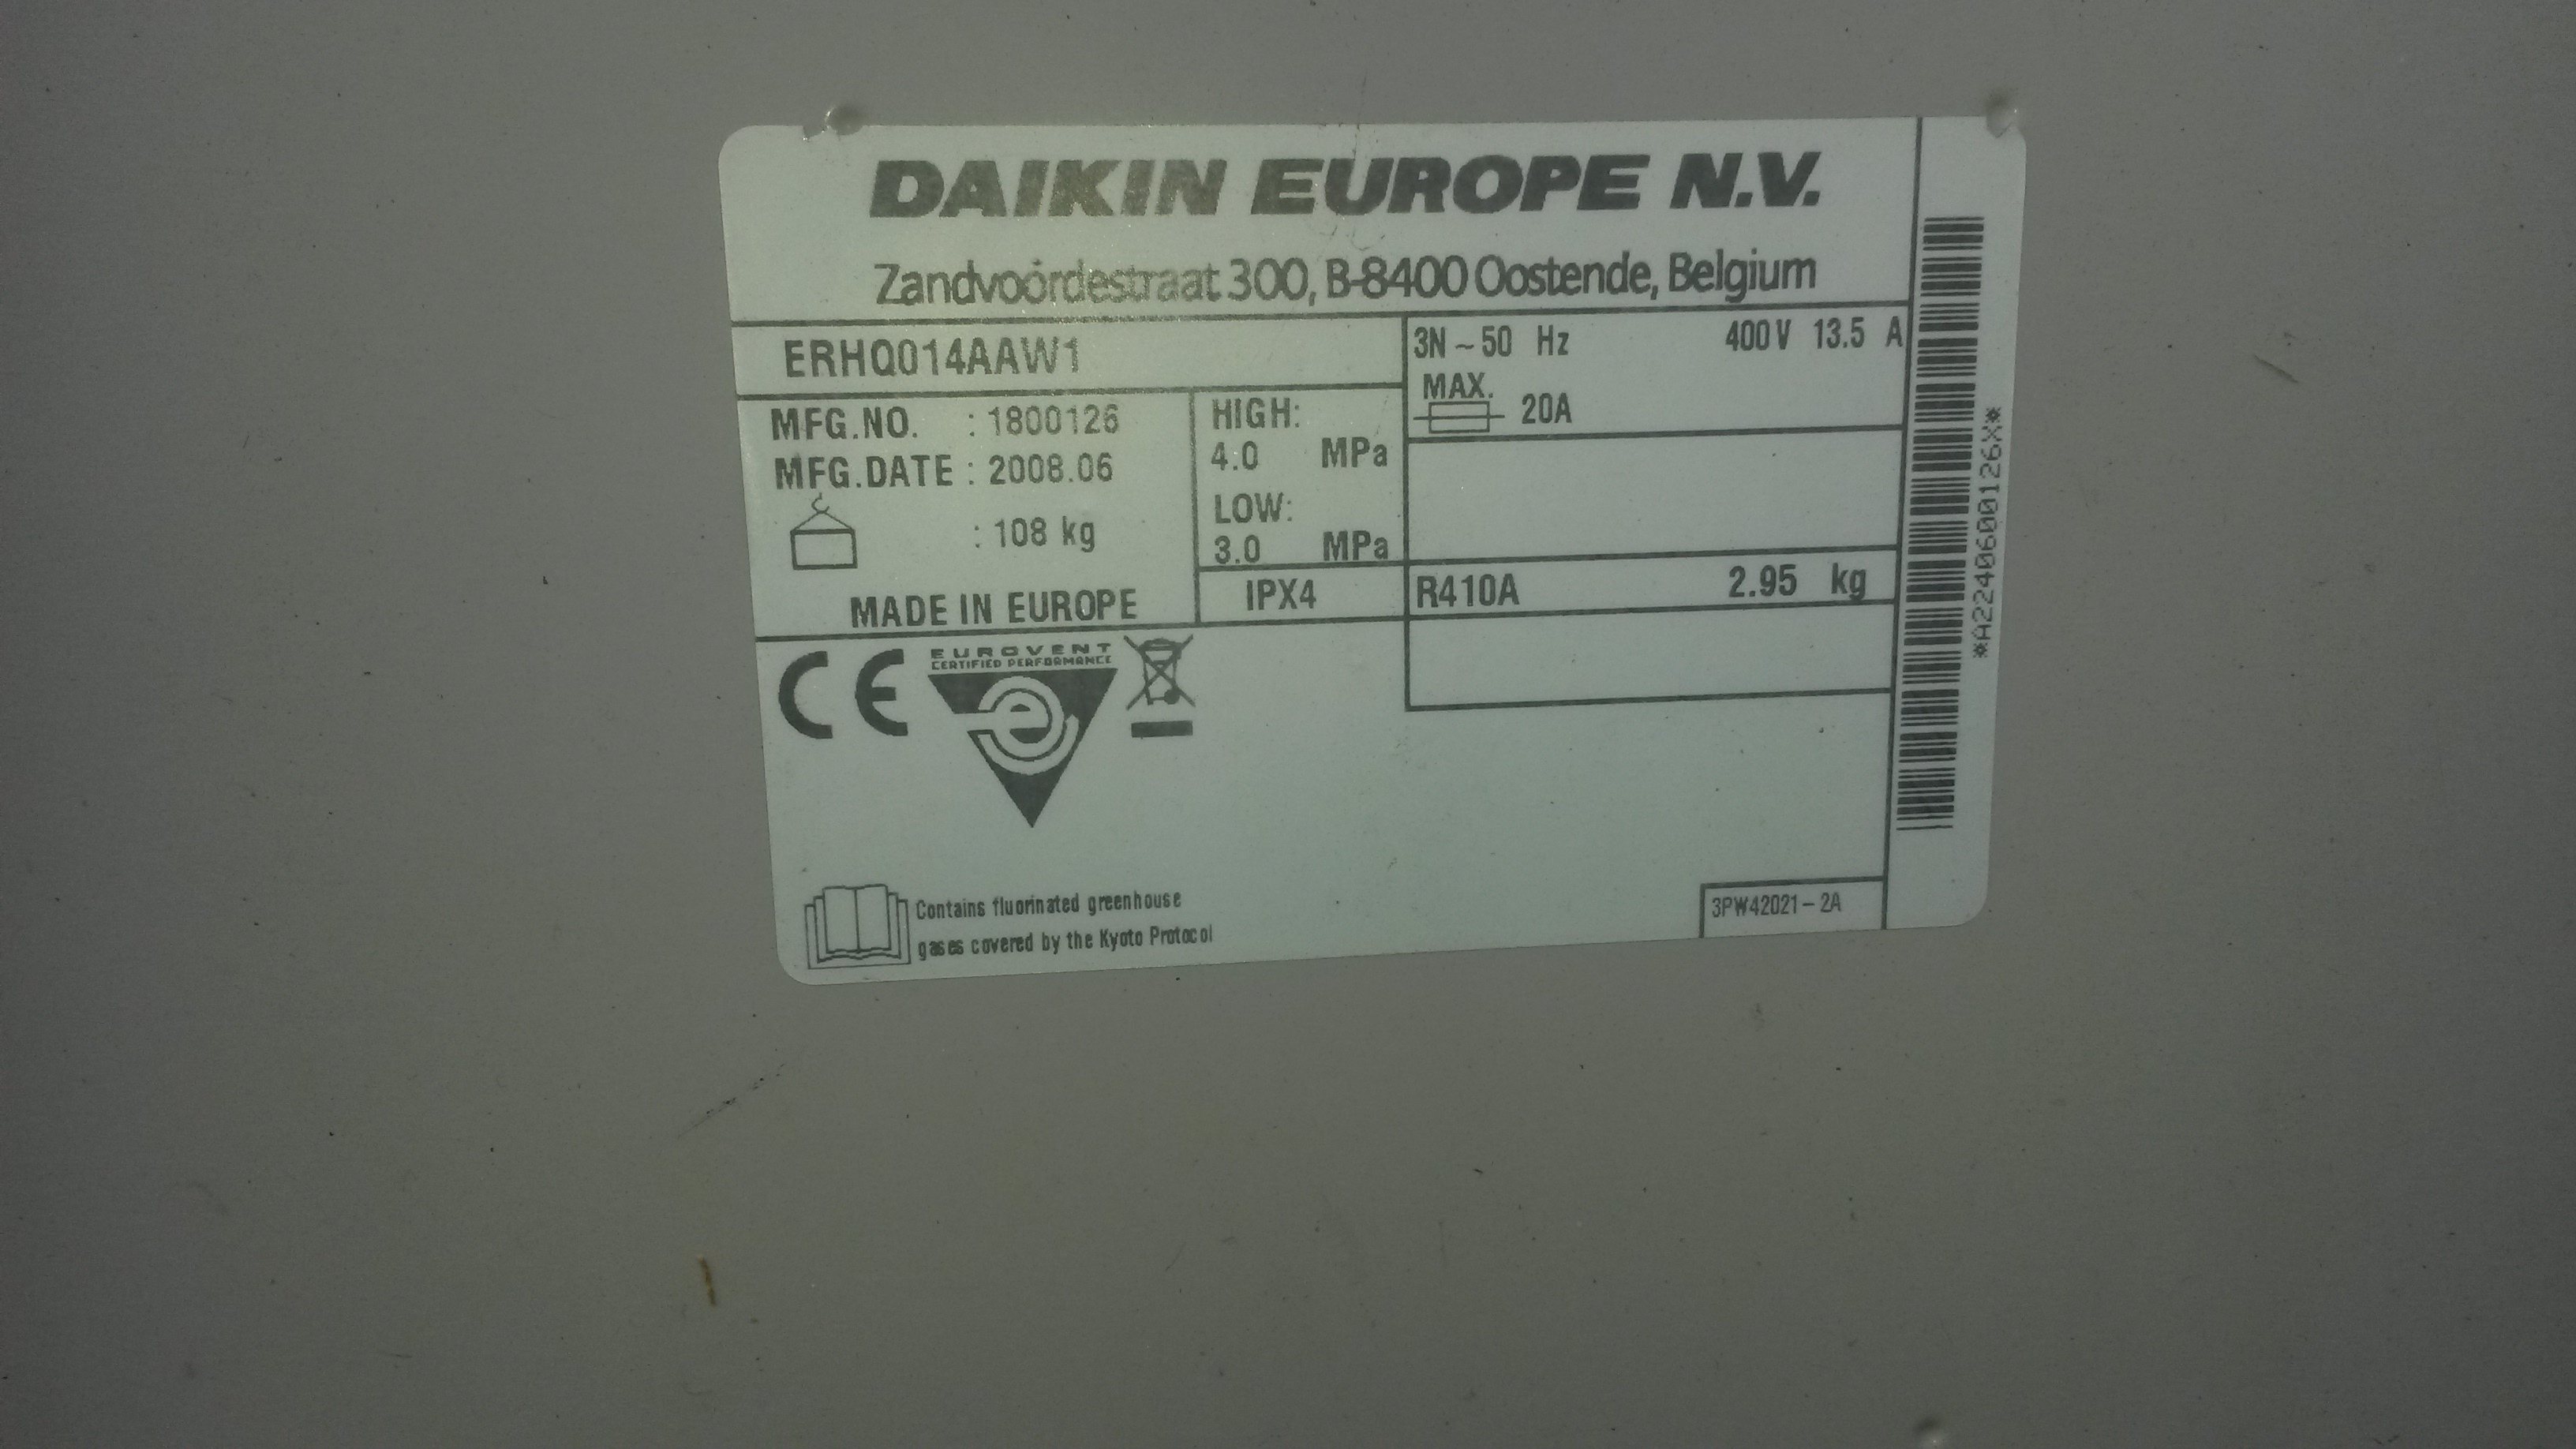 DAIKIN EUROPE N.V.
Zandvoordestraat 300, B-8400 Oostende, Belgium
ERHQ014AAW1
3N ~ 50 Hz 400 V 13.5 A
MAX.
20A
MFG.NO. : 1800126
MFG.DATE : 2008.06
: 108 kg
MADE IN EUROPE
HIGH:
4.0 MPa
LOW:
3.0 MPa
IPX4
R410A 2.95 kg
CE
EUROVENT
CERTIFIED PERFORMANCE
e
Contains fluorinated greenhouse
gases covered by the Kyoto Protocol
3PW42021-2A
*A2240600126X*